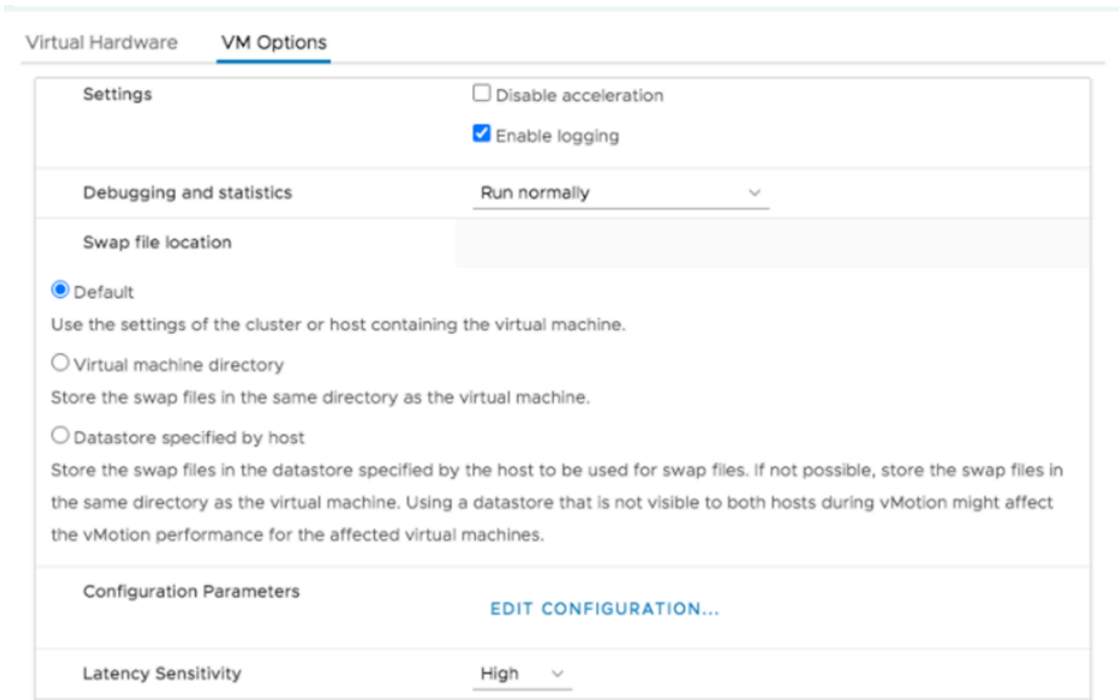 Virtual Hardware VM Options
Settings Disable acceleration
Enable logging
Debugging and statistics Run normally
Swap file location
Default
Use the settings of the cluster or host containing the virtual machine.
Virtual machine directory
Store the swap files in the same directory as the virtual machine.
Datastore specified by host
Store the swap files in the datastore specified by the host to be used for swap files. If not possible, store the swap files in
the same directory as the virtual machine. Using a datastore that is not visible to both hosts during vMotion might affect
the vMotion performance for the affected virtual machines.
Configuration Parameters
EDIT CONFIGURATION...
Latency Sensitivity High